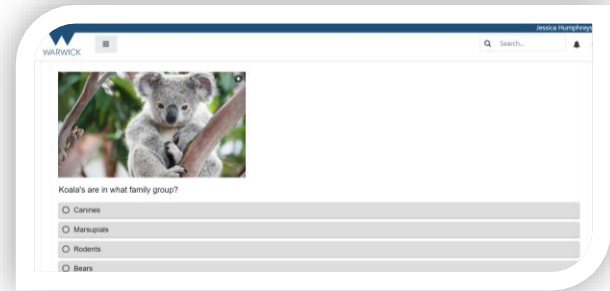 Jessica Humphreys
WARWICK
Search...
Koala's are in what family group?
Canines
Marsupials
Rodents
Bears